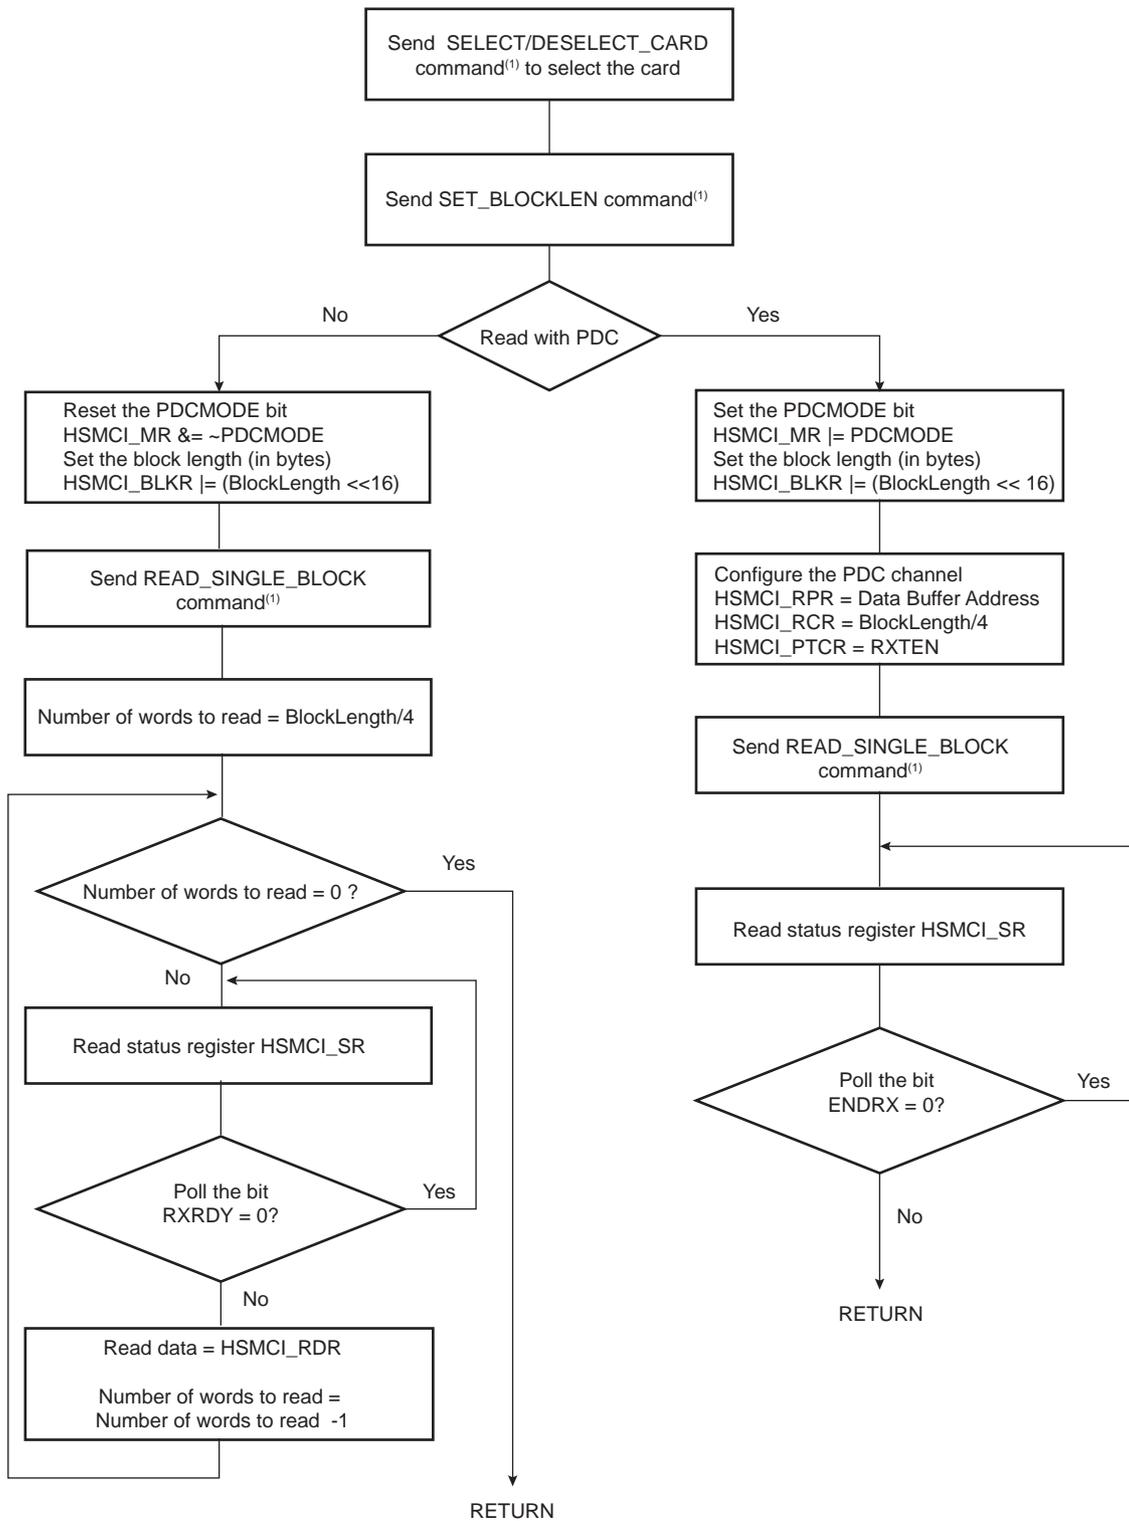 Send SELECT/DESELECT_CARD
command(1) to select the card
Send SET_BLOCKLEN command(1)
No
Read with PDC
Yes
Reset the PDCMODE bit
HSMCI_MR &= ~PDCMODE
Set the block length (in bytes)
HSMCI_BLKR |= (BlockLength <<16)
Send READ_SINGLE_BLOCK
command(1)
Number of words to read = BlockLength/4
Number of words to read = 0 ?
Yes
No
Read status register HSMCI_SR
Poll the bit
RXRDY = 0?
Yes
No
Read data = HSMCI_RDR
Number of words to read =
Number of words to read -1
RETURN
Set the PDCMODE bit
HSMCI_MR |= PDCMODE
Set the block length (in bytes)
HSMCI_BLKR |= (BlockLength << 16)
Configure the PDC channel
HSMCI_RPR = Data Buffer Address
HSMCI_RCR = BlockLength/4
HSMCI_PTCR = RXTEN
Send READ_SINGLE_BLOCK
command(1)
Read status register HSMCI_SR
Poll the bit
ENDRX = 0?
Yes
No
RETURN